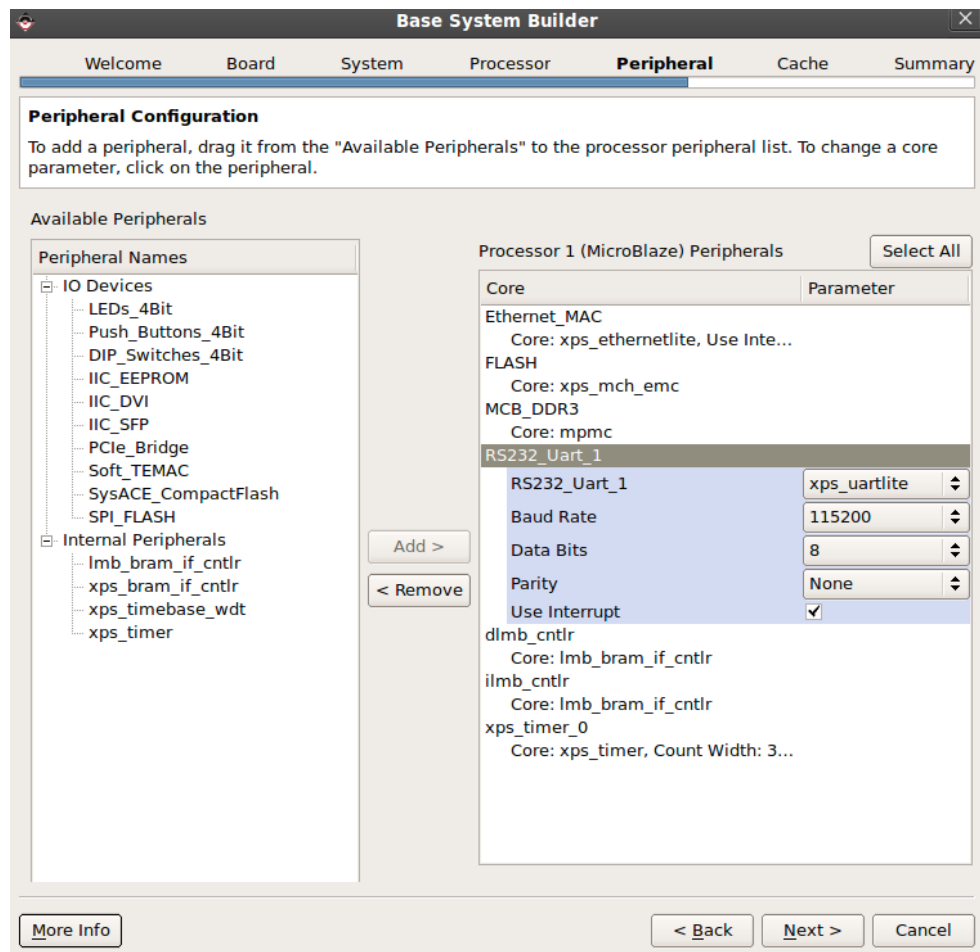 Base System Builder
Welcome Board System Processor Peripheral Cache Summary
Peripheral Configuration
To add a peripheral, drag it from the "Available Peripherals" to the processor peripheral list. To change a core
parameter, click on the peripheral.
Available Peripherals
Peripheral Names
IO Devices
LEDs_4Bit
Push_Buttons_4Bit
DIP_Switches_4Bit
IIC_EEPROM
IIC_DVI
IIC_SFP
PCIe_Bridge
Soft_TEMAC
SysACE_CompactFlash
SPI_FLASH
Internal Peripherals
lmb_bram_if_cntlr
xps_bram_if_cntlr
xps_timebase_wdt
xps_timer
Add >
< Remove
Processor 1 (MicroBlaze) Peripherals
Select All
Core Parameter
Ethernet_MAC
Core: xps_ethernetlite, Use Inte...
FLASH
Core: xps_mch_emc
MCB_DDR3
Core: mpmc
RS232_Uart_1
RS232_Uart_1 xps_uartlite
Baud Rate 115200
Data Bits 8
Parity None
Use Interrupt
dlmb_cntlr
Core: lmb_bram_if_cntlr
ilmb_cntlr
Core: lmb_bram_if_cntlr
xps_timer_0
Core: xps_timer, Count Width: 3...
More Info
< Back
Next >
Cancel